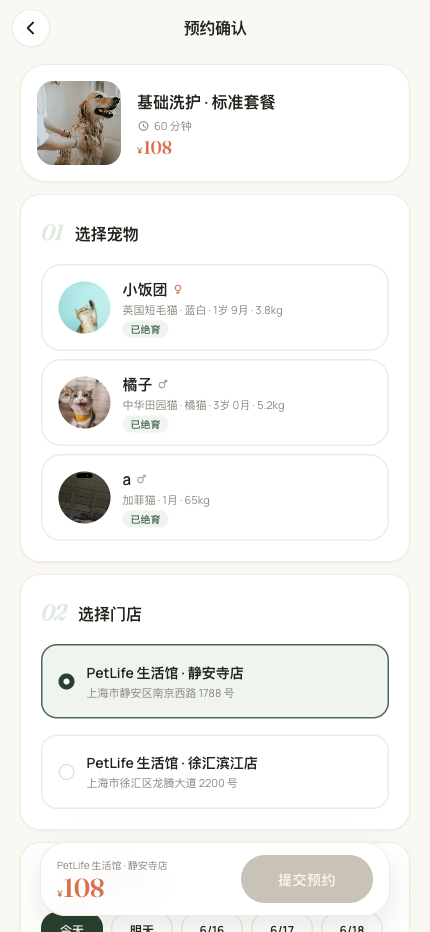 预约确认
基础洗护 · 标准套餐
60 分钟
¥108
01 选择宠物
小饭团 ♀
英国短毛猫 · 蓝白 · 1岁 9月 · 3.8kg
已绝育
橘子 ♂
中华田园猫 · 橘猫 · 3岁 0月 · 5.2kg
已绝育
a ♂
加菲猫 · 1月 · 65kg
已绝育
02 选择门店
PetLife 生活馆 · 静安寺店
上海市静安区南京西路 1788 号
PetLife 生活馆 · 徐汇滨江店
上海市徐汇区龙腾大道 2200 号
PetLife 生活馆 · 静安寺店
¥108
提交预约
今天 明天 6/16 6/17 6/18